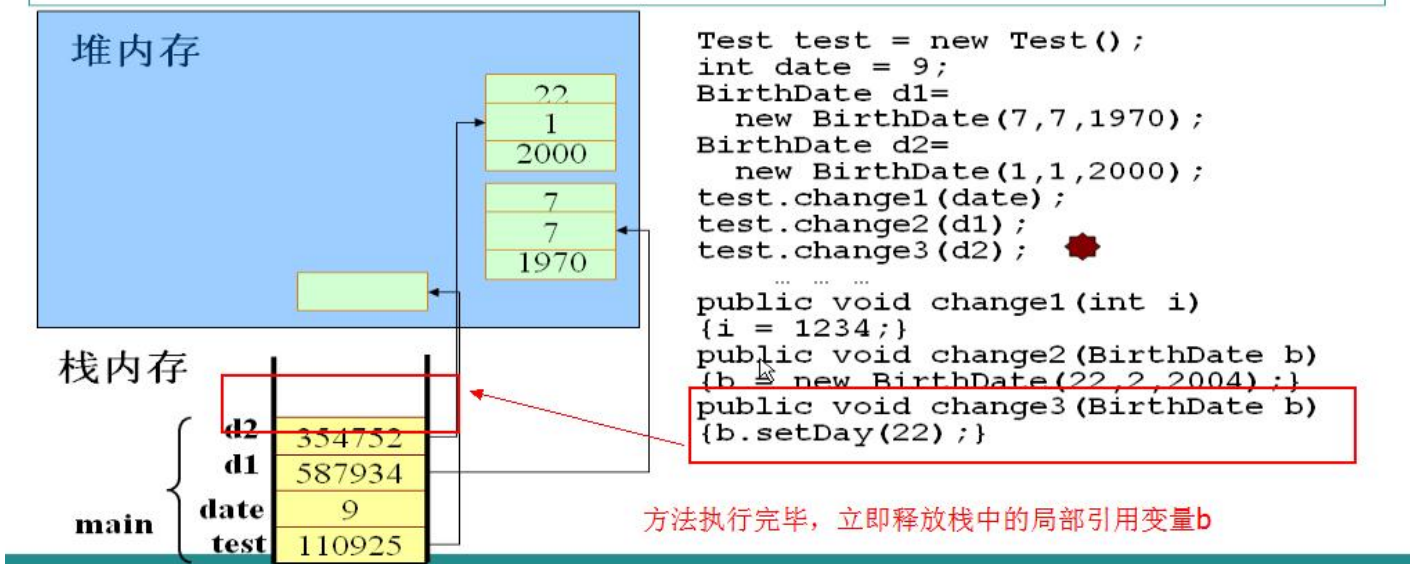 堆内存
22
1
2000
7
7
1970
栈内存
d2 354752
d1 587934
date 9
test 110925
main
Test test = new Test();
int date = 9;
BirthDate d1=
new BirthDate(7,7,1970);
BirthDate d2=
new BirthDate(1,1,2000);
test.change1(date);
test.change2(d1);
test.change3(d2);
... ... ...
public void change1(int i)
{i = 1234;}
public void change2(BirthDate b)
{b = new BirthDate(22,2,2004);}
public void change3(BirthDate b)
{b.setDay(22);}
方法执行完毕，立即释放栈中的局部引用变量b